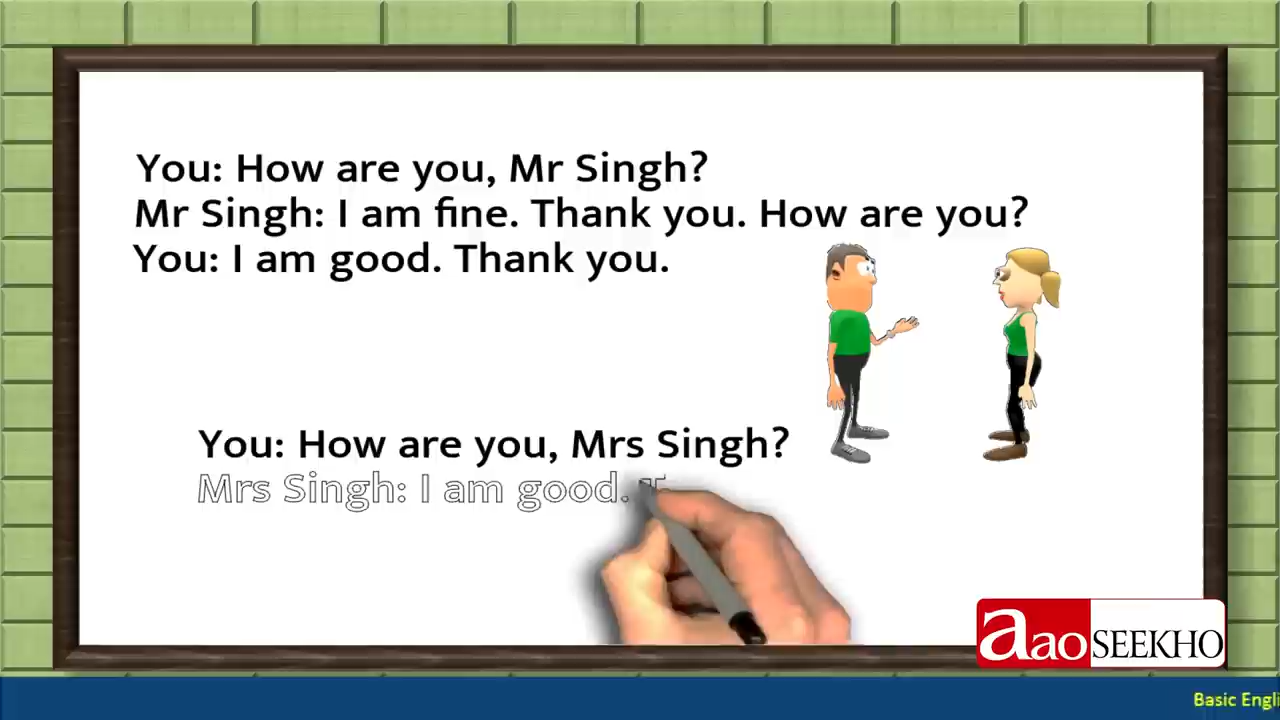 You: How are you, Mr Singh?
Mr Singh: I am fine. Thank you. How are you?
You: I am good. Thank you.
You: How are you, Mrs Singh?
Mrs Singh: I am good. T
aaoSEEKHO
Basic Engli